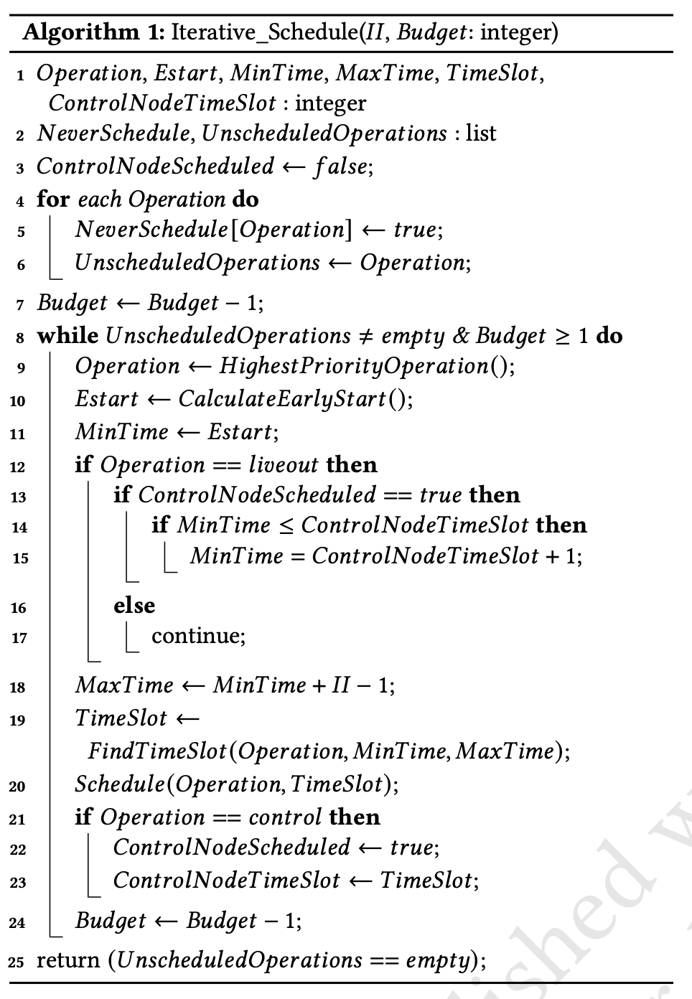 Algorithm 1: Iterative_Schedule(II, Budget: integer)
1 Operation, Estart, MinTime, MaxTime, TimeSlot,
ControlNodeTimeSlot : integer
2 NeverSchedule, UnscheduledOperations : list
3 ControlNodeScheduled ← false;
4 for each Operation do
5 NeverSchedule[Operation] ← true;
6 UnscheduledOperations ← Operation;
7 Budget ← Budget − 1;
8 while UnscheduledOperations ≠ empty & Budget ≥ 1 do
9 Operation ← HighestPriorityOperation();
10 Estart ← CalculateEarlyStart();
11 MinTime ← Estart;
12 if Operation == liveout then
13 if ControlNodeScheduled == true then
14 if MinTime ≤ ControlNodeTimeSlot then
15 MinTime = ControlNodeTimeSlot + 1;
16 else
17 continue;
18 MaxTime ← MinTime + II − 1;
19 TimeSlot ←
FindTimeSlot(Operation, MinTime, MaxTime);
20 Schedule(Operation, TimeSlot);
21 if Operation == control then
22 ControlNodeScheduled ← true;
23 ControlNodeTimeSlot ← TimeSlot;
24 Budget ← Budget − 1;
25 return (UnscheduledOperations == empty);